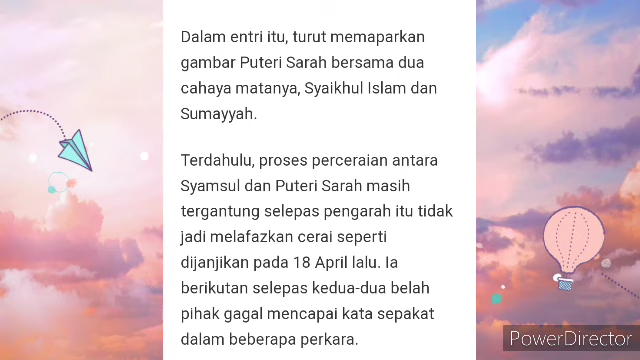 Dalam entri itu, turut memaparkan
gambar Puteri Sarah bersama dua
cahaya matanya, Syaikhul Islam dan
Sumayyah.
Terdahulu, proses perceraian antara
Syamsul dan Puteri Sarah masih
tergantung selepas pengarah itu tidak
jadi melafazkan cerai seperti
dijanjikan pada 18 April lalu. Ia
berikutan selepas kedua-dua belah
pihak gagal mencapai kata sepakat
dalam beberapa perkara.
PowerDirector